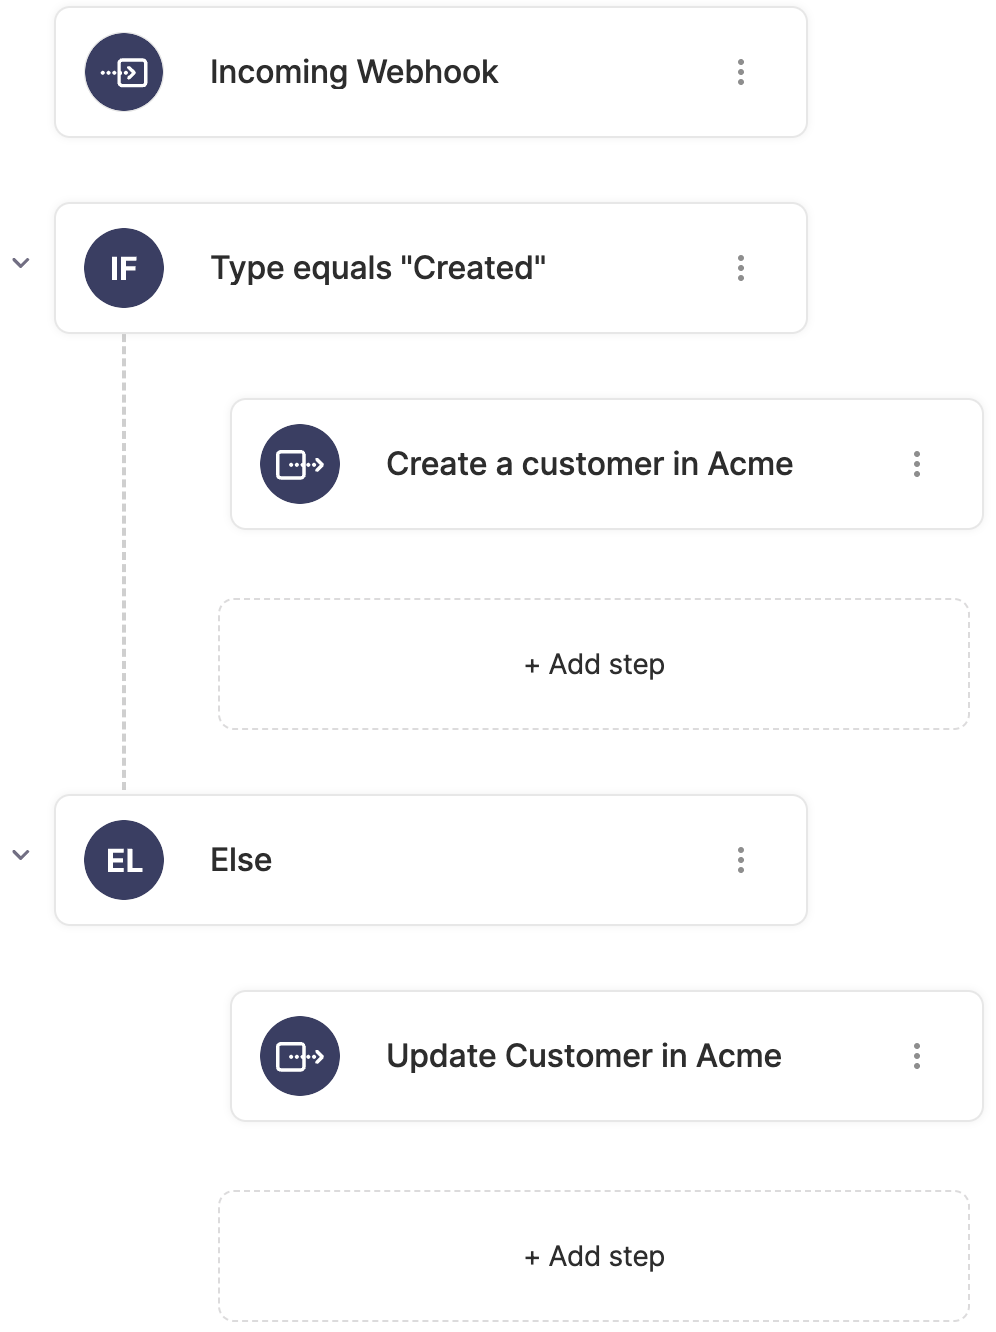 Incoming Webhook
IF
Type equals "Created"
Create a customer in Acme
+ Add step
EL
Else
Update Customer in Acme
+ Add step